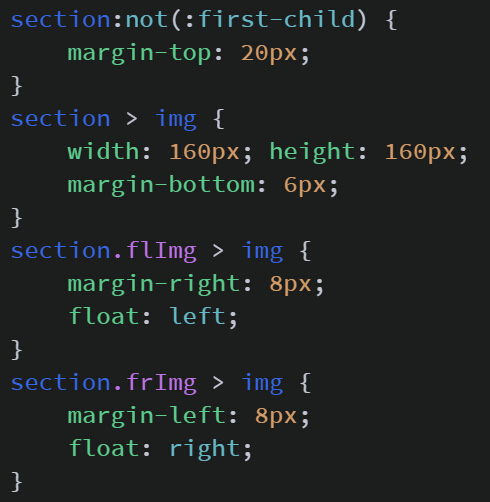 section:not(:first-child) {
    margin-top: 20px;
}
section > img {
    width: 160px; height: 160px;
    margin-bottom: 6px;
}
section.flImg > img {
    margin-right: 8px;
    float: left;
}
section.frImg > img {
    margin-left: 8px;
    float: right;
}